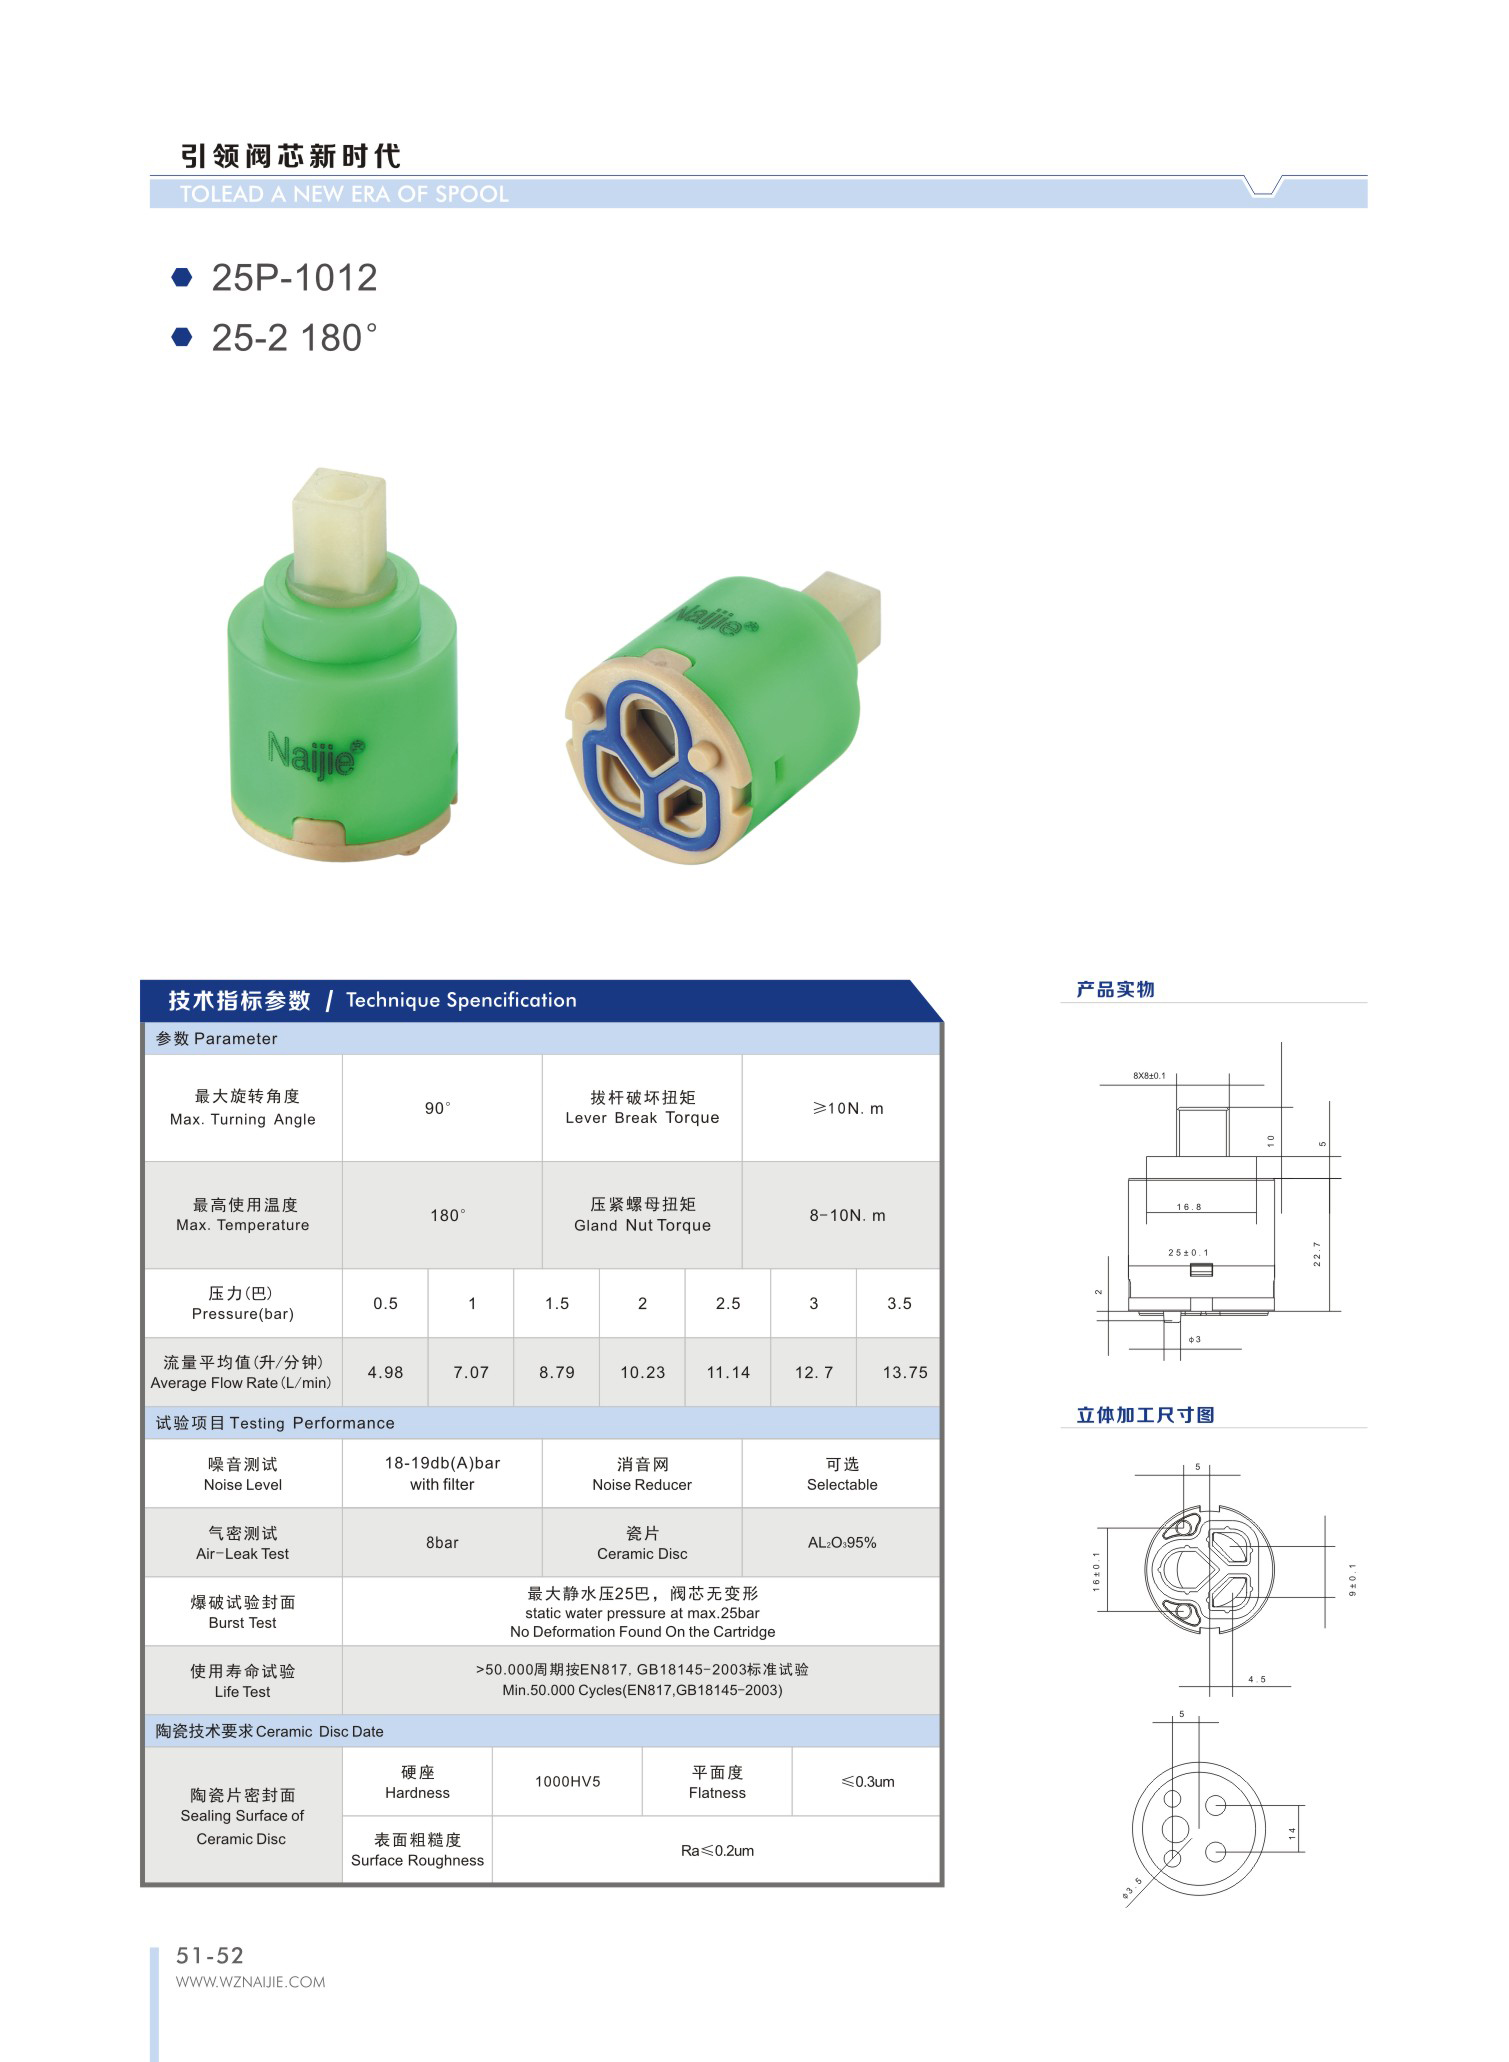 引领阀芯新时代
TOLEAD A NEW ERA OF SPOOL
25P-1012
25-2 180°
Naijie®
Naijie®
技术指标参数 / Technique Spencification
参数 Parameter
最大旋转角度
Max. Turning Angle
90°
拔杆破坏扭矩
Lever Break Torque
≥10N. m
最高使用温度
Max. Temperature
180°
压紧螺母扭矩
Gland Nut Torque
8-10N. m
压力(巴)
Pressure(bar)
0.5 1 1.5 2 2.5 3 3.5
流量平均值(升/分钟)
Average Flow Rate(L/min)
4.98 7.07 8.79 10.23 11.14 12. 7 13.75
试验项目 Testing Performance
噪音测试
Noise Level
18-19db(A)bar
with filter
消音网
Noise Reducer
可选
Selectable
气密测试
Air-Leak Test
8bar
瓷片
Ceramic Disc
AL₂O₃95%
爆破试验封面
Burst Test
最大静水压25巴，阀芯无变形
static water pressure at max.25bar
No Deformation Found On the Cartridge
使用寿命试验
Life Test
>50.000周期按EN817, GB18145-2003标准试验
Min.50.000 Cycles(EN817,GB18145-2003)
陶瓷技术要求 Ceramic Disc Date
陶瓷片密封面
Sealing Surface of
Ceramic Disc
硬座
Hardness
1000HV5
平面度
Flatness
≤0.3um
表面粗糙度
Surface Roughness
Ra≤0.2um
产品实物
8X8±0.1
10
5
16.8
25±0.1
22.7
2
φ3
立体加工尺寸图
5
16±0.1
9±0.1
4.5
5
14
φ3.5
51-52
WWW.WZNAIJIE.COM